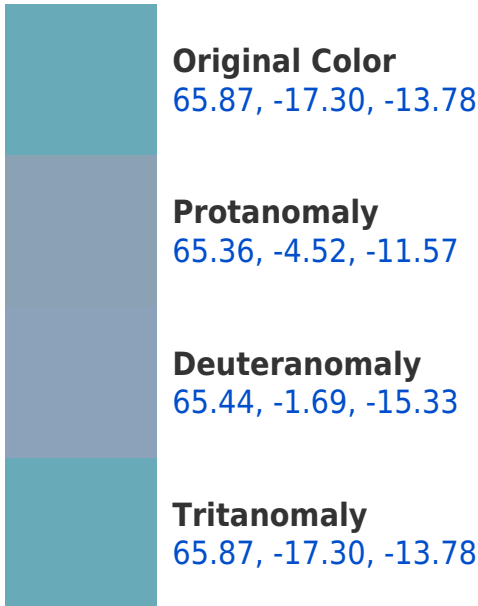 Original Color
65.87, -17.30, -13.78
Protanomaly
65.36, -4.52, -11.57
Deuteranomaly
65.44, -1.69, -15.33
Tritanomaly
65.87, -17.30, -13.78